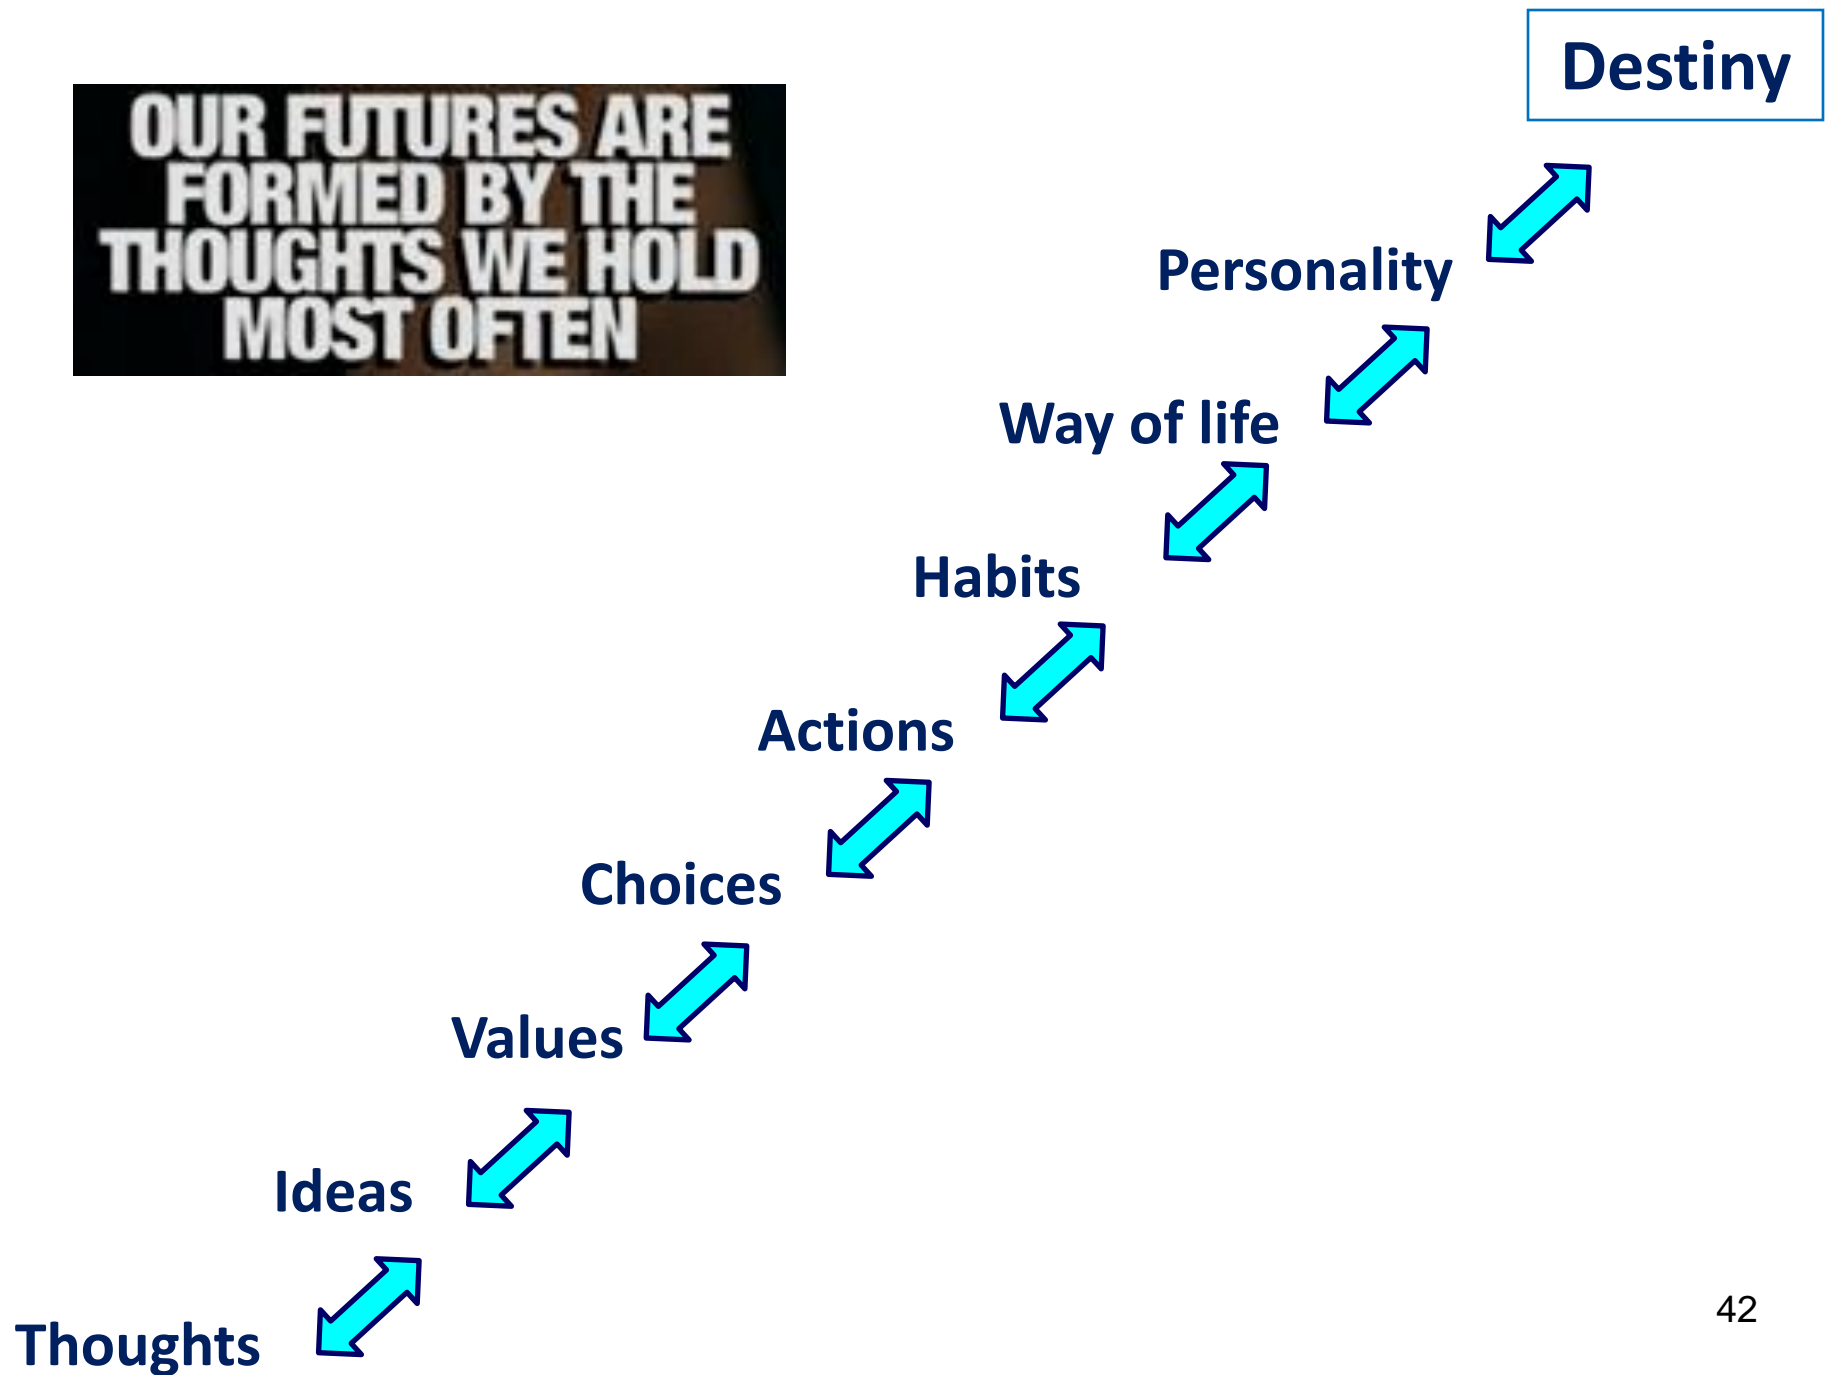 Destiny
OUR FUTURES ARE
FORMED BY THE
THOUGHTS WE HOLD
MOST OFTEN
Personality
Way of life
Habits
Actions
Choices
Values
Ideas
Thoughts
42